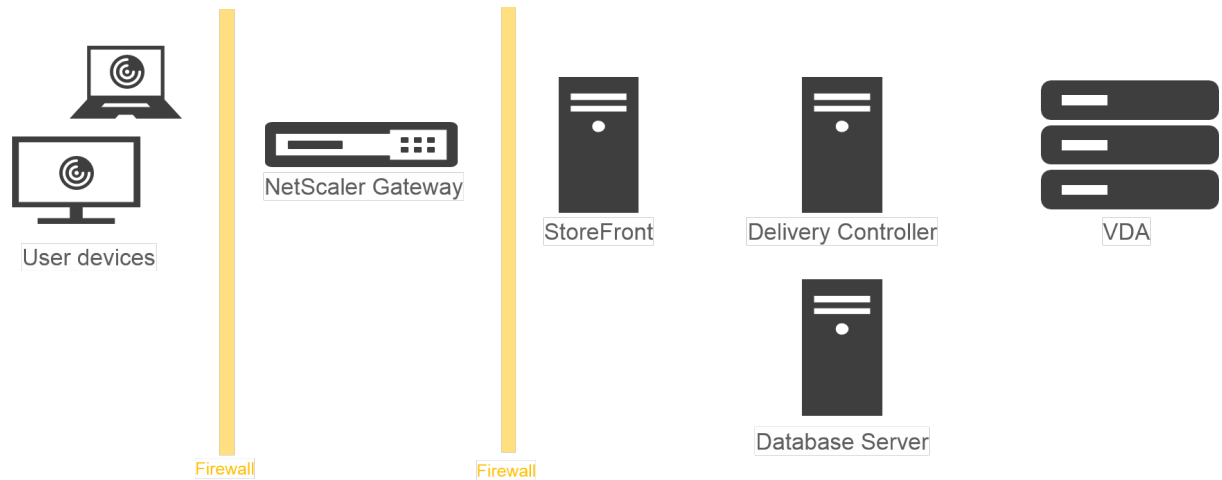 User devices
Firewall
NetScaler Gateway
Firewall
StoreFront
Delivery Controller
VDA
Database Server